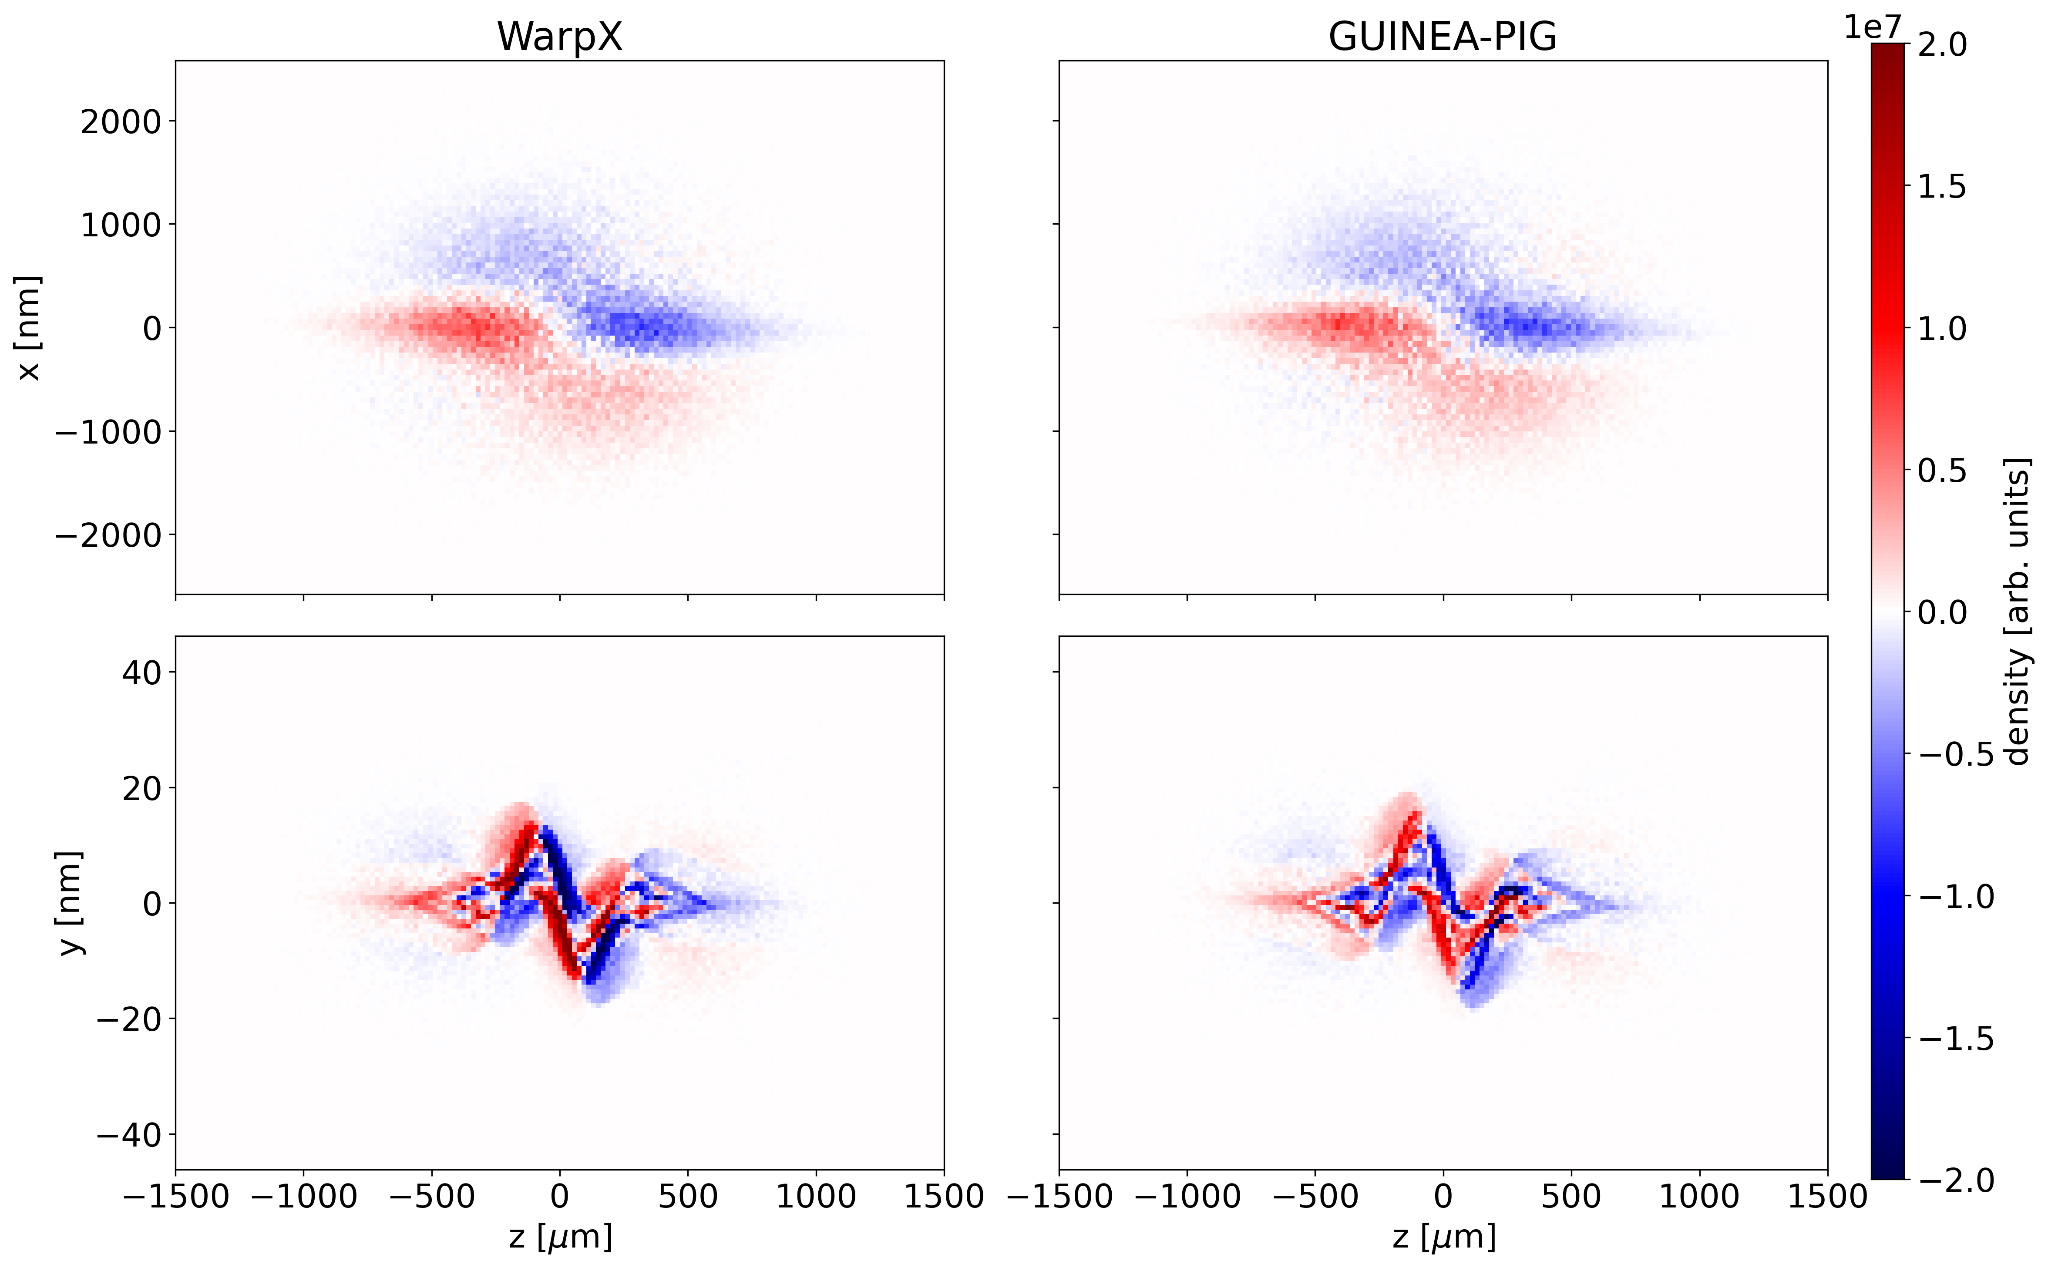 WarpX
GUINEA-PIG
1e7
2000
1000
0
−1000
−2000
x [nm]
40
20
0
−20
−40
y [nm]
−1500 −1000 −500 0 500 1000 1500
z [μm]
−1500 −1000 −500 0 500 1000 1500
z [μm]
2.0
1.5
1.0
0.5
0.0
−0.5
−1.0
−1.5
−2.0
density [arb. units]